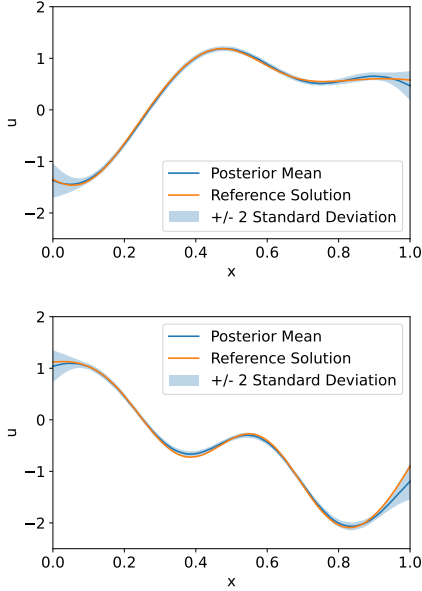 2
1
0
−1
−2
u
Posterior Mean
Reference Solution
+/- 2 Standard Deviation
0.0 0.2 0.4 0.6 0.8 1.0
x
2
1
0
−1
−2
u
Posterior Mean
Reference Solution
+/- 2 Standard Deviation
0.0 0.2 0.4 0.6 0.8 1.0
x